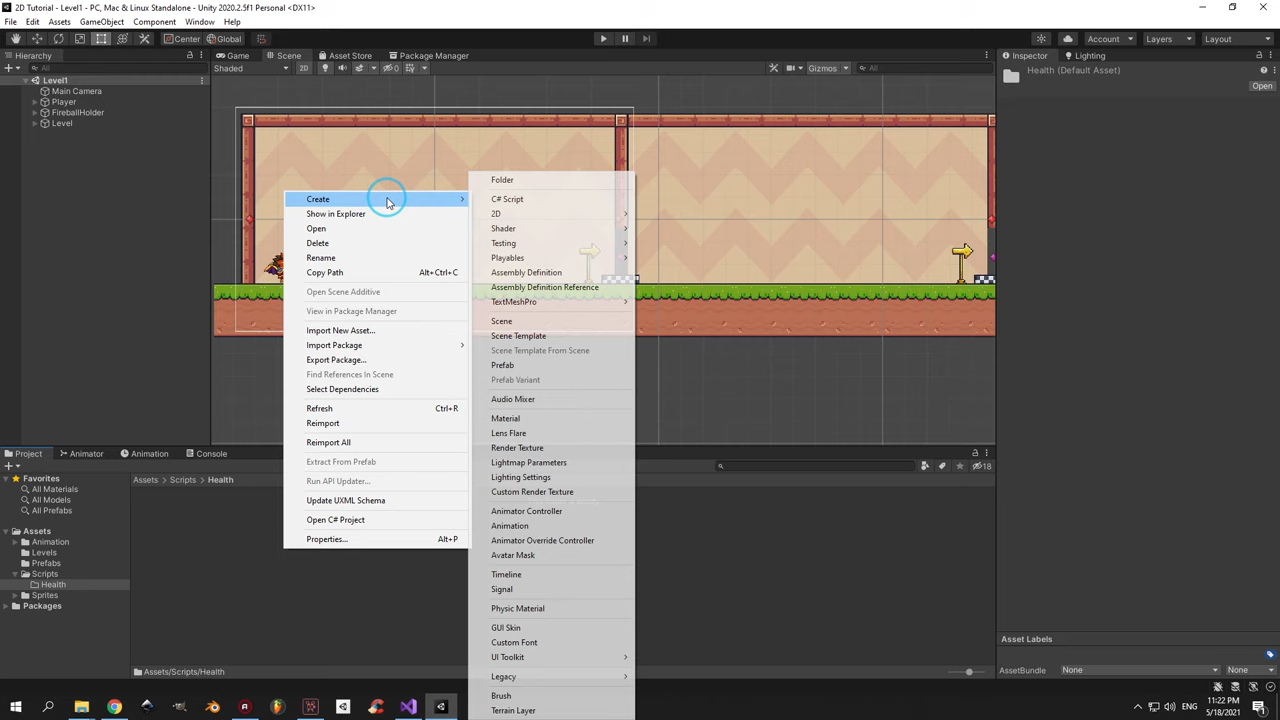 2D Tutorial - Level1 - PC, Mac & Linux Standalone - Unity 2020.2.5f1 Personal <DX11>
File Edit Assets GameObject Component Window Help
Center Global Account Layers Layout
Hierarchy Game Scene Asset Store Package Manager Inspector Lighting
All Shaded 2D 0 Gizmos All Health (Default Asset)
Open
Level1
Main Camera
Player
FireballHolder
Level
Create
Show in Explorer
Open
Delete
Rename
Copy Path Alt+Ctrl+C
Open Scene Additive
View in Package Manager
Import New Asset...
Import Package
Export Package...
Find References In Scene
Select Dependencies
Refresh Ctrl+R
Reimport
Reimport All
Extract From Prefab
Run API Updater...
Update UXML Schema
Open C# Project
Properties... Alt+P
Folder
C# Script
2D
Shader
Testing
Playables
Assembly Definition
Assembly Definition Reference
TextMeshPro
Scene
Scene Template
Scene Template From Scene
Prefab
Prefab Variant
Audio Mixer
Material
Lens Flare
Render Texture
Lightmap Parameters
Lighting Settings
Custom Render Texture
Animator Controller
Animation
Animator Override Controller
Avatar Mask
Timeline
Signal
Physic Material
GUI Skin
Custom Font
UI Toolkit
Legacy
Brush
Terrain Layer
Project Animator Animation Console
18
Favorites
All Materials
All Models
All Prefabs
Assets
Animation
Levels
Prefabs
Scripts
Health
Sprites
Packages
Assets > Scripts > Health
Assets/Scripts/Health
Asset Labels
AssetBundle None None
ENG
11:22 PM
5/18/2021
1